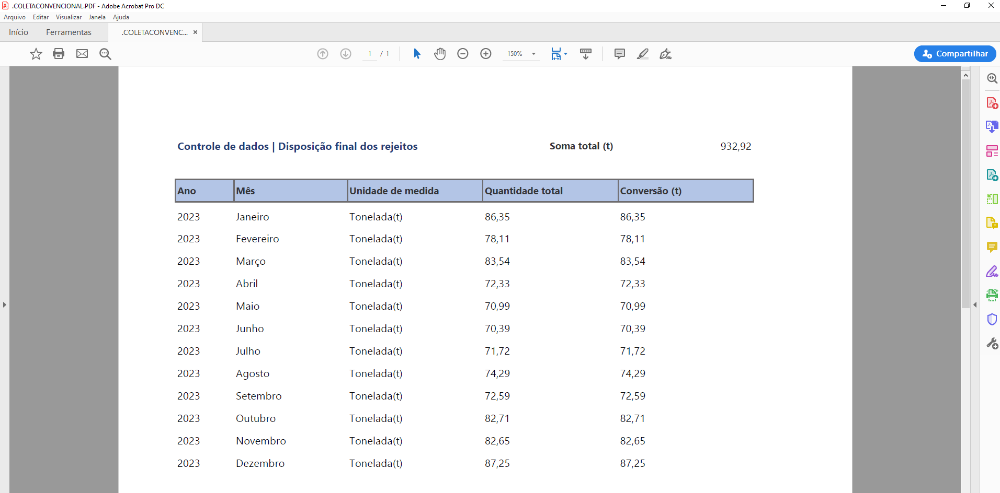 .COLETACONVENCIONAL.PDF - Adobe Acrobat Pro DC
Arquivo Editar Visualizar Janela Ajuda
Início Ferramentas .COLETACONVENC... ×
1 / 1 150% Compartilhar
Controle de dados | Disposição final dos rejeitos Soma total (t) 932,92
Ano Mês Unidade de medida Quantidade total Conversão (t)
2023 Janeiro Tonelada(t) 86,35 86,35
2023 Fevereiro Tonelada(t) 78,11 78,11
2023 Março Tonelada(t) 83,54 83,54
2023 Abril Tonelada(t) 72,33 72,33
2023 Maio Tonelada(t) 70,99 70,99
2023 Junho Tonelada(t) 70,39 70,39
2023 Julho Tonelada(t) 71,72 71,72
2023 Agosto Tonelada(t) 74,29 74,29
2023 Setembro Tonelada(t) 72,59 72,59
2023 Outubro Tonelada(t) 82,71 82,71
2023 Novembro Tonelada(t) 82,65 82,65
2023 Dezembro Tonelada(t) 87,25 87,25